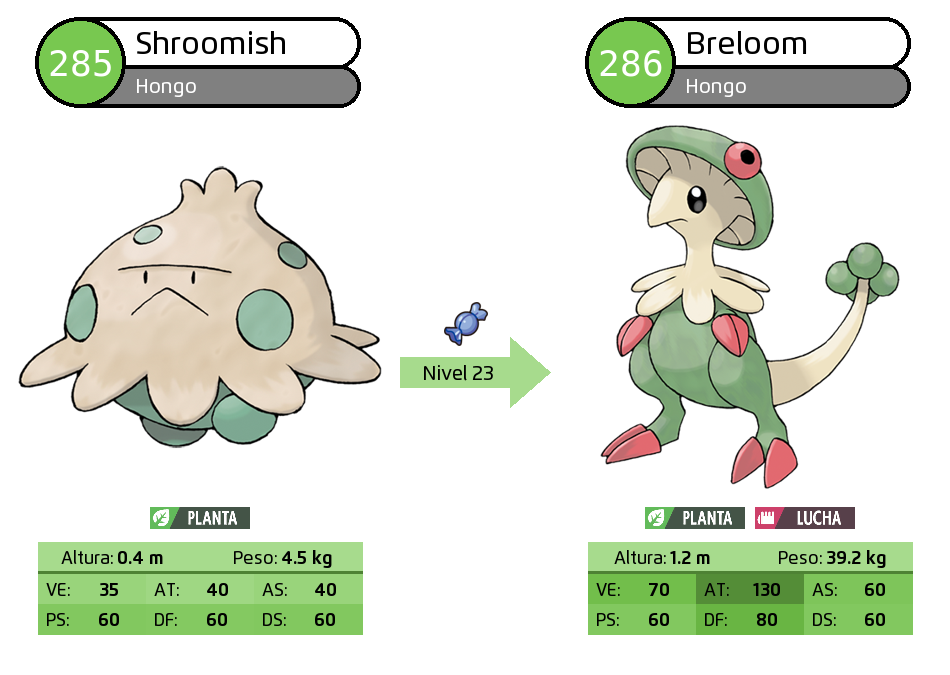 285
Shroomish
Hongo
286
Breloom
Hongo
Nivel 23
PLANTA
PLANTA LUCHA
Altura: 0.4 m Peso: 4.5 kg
VE: 35 AT: 40 AS: 40
PS: 60 DF: 60 DS: 60
Altura: 1.2 m Peso: 39.2 kg
VE: 70 AT: 130 AS: 60
PS: 60 DF: 80 DS: 60